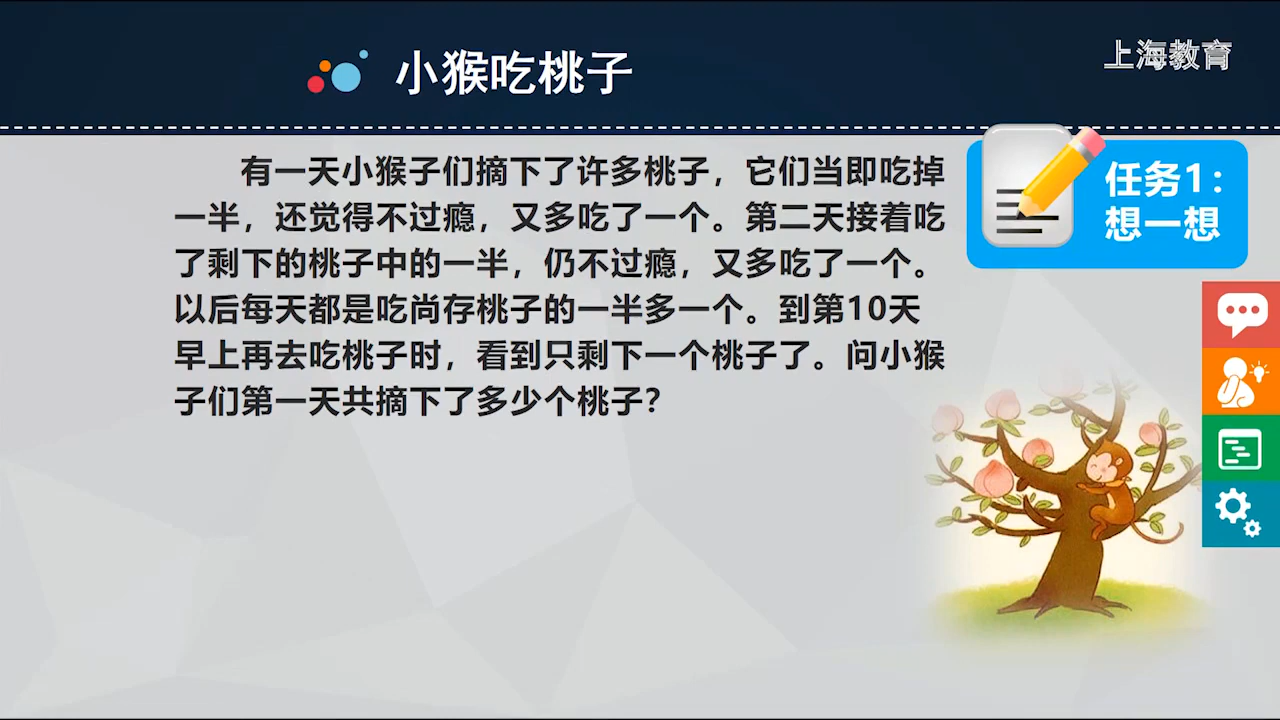 小猴吃桃子
上海教育
有一天小猴子们摘下了许多桃子，它们当即吃掉
一半，还觉得不过瘾，又多吃了一个。第二天接着吃
了剩下的桃子中的一半，仍不过瘾，又多吃了一个。
以后每天都是吃尚存桃子的一半多一个。到第10天
早上再去吃桃子时，看到只剩下一个桃子了。问小猴
子们第一天共摘下了多少个桃子？
任务1：
想一想